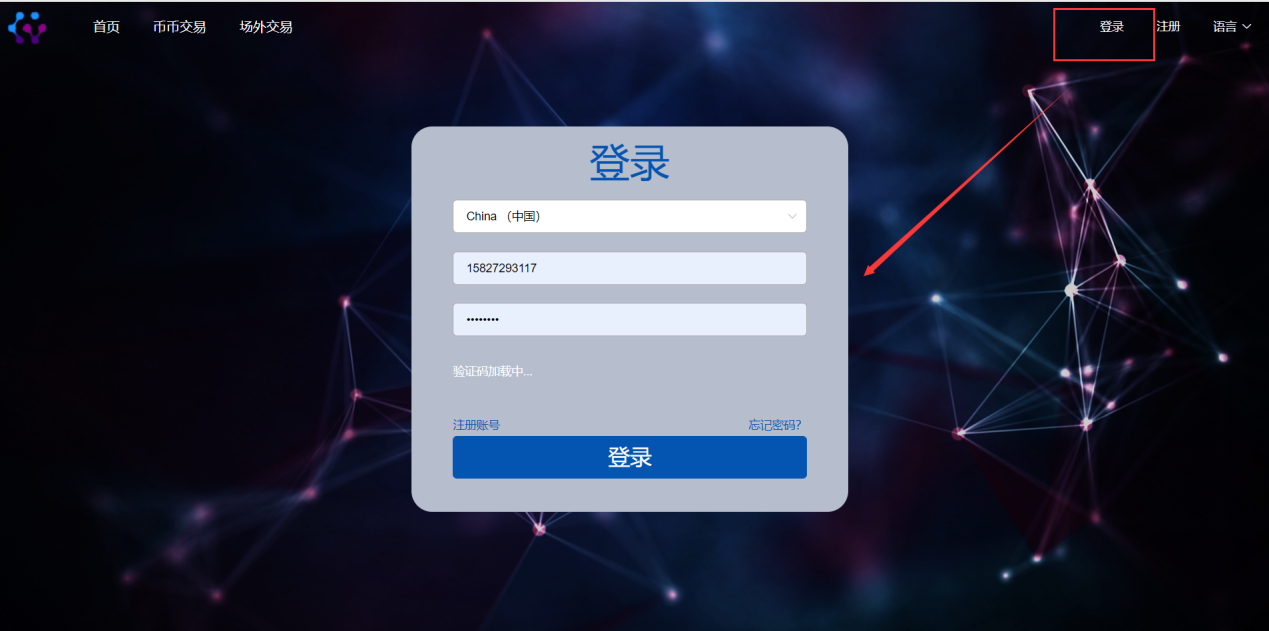 首页 币币交易 场外交易 登录 注册 语言
登录
China （中国）
15827293117
••••••••
验证码加载中...
注册账号 忘记密码?
登录